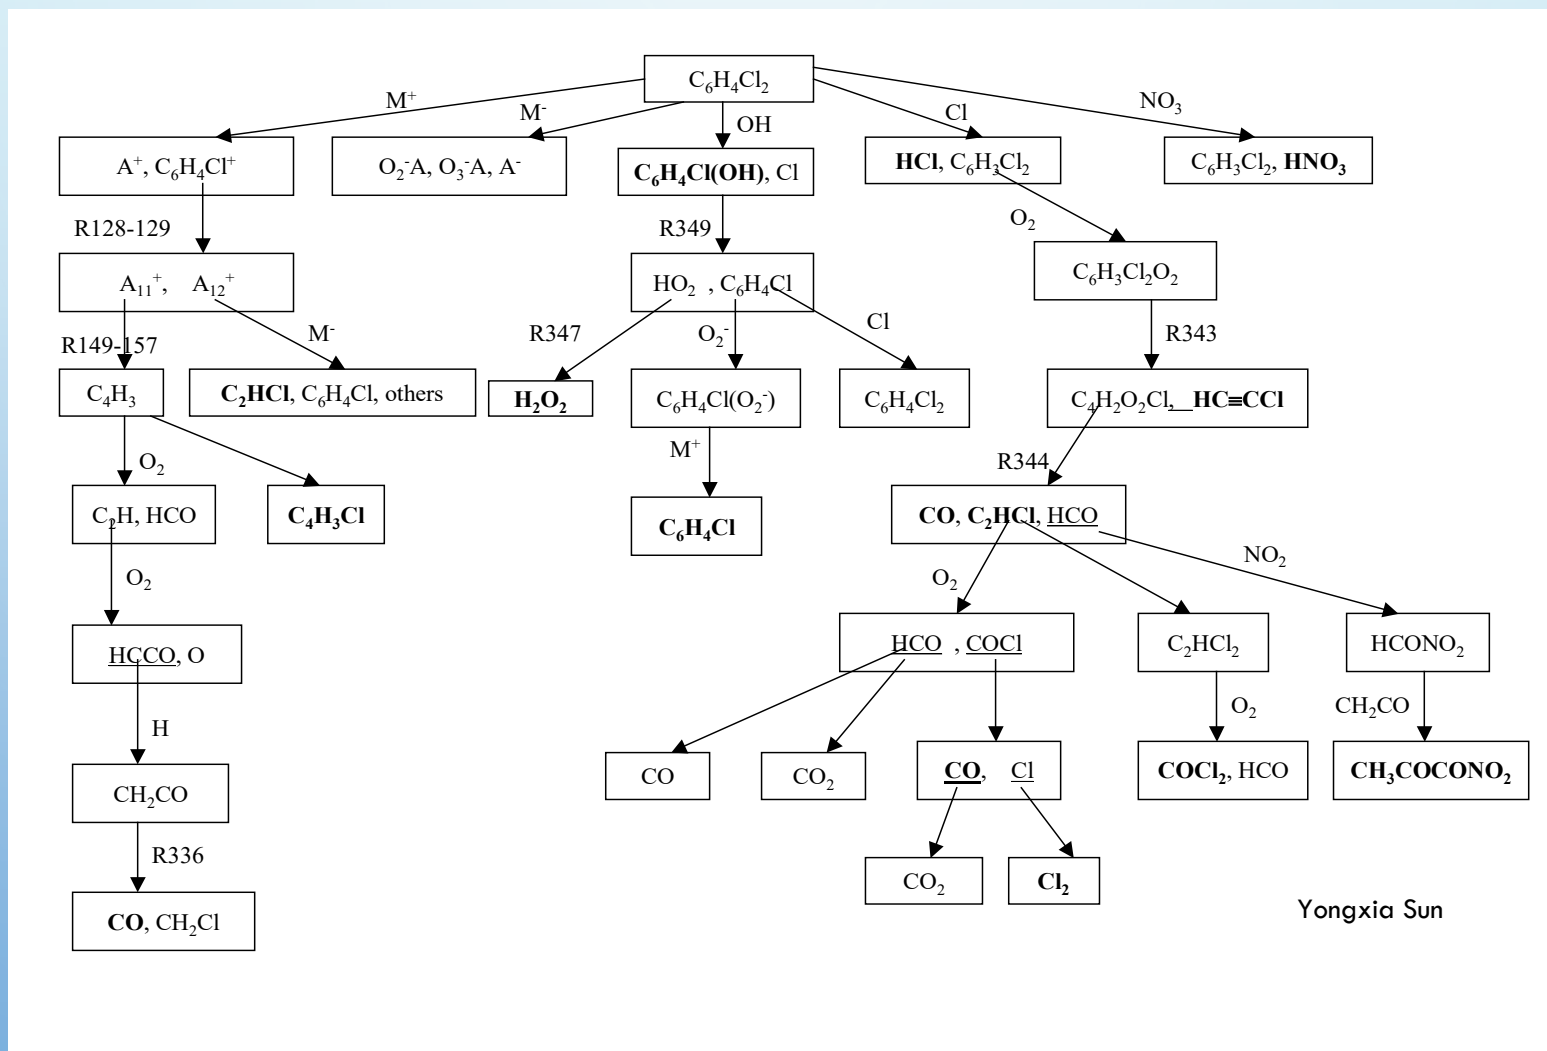 C₆H₄Cl₂
M⁺
M⁻
OH
Cl
NO₃
A⁺, C₆H₄Cl⁺
O₂⁻A, O₃⁻A, A⁻
C₆H₄Cl(OH), Cl
HCl, C₆H₃Cl₂
C₆H₃Cl₂, HNO₃
R128-129
R349
O₂
A₁₁⁺, A₁₂⁺
HO₂ , C₆H₄Cl
C₆H₃Cl₂O₂
R149-157
M⁻
R347
O₂⁻
Cl
R343
C₄H₃
C₂HCl, C₆H₄Cl, others
H₂O₂
C₆H₄Cl(O₂⁻)
C₆H₄Cl₂
C₄H₂O₂Cl, HC≡CCl
O₂
M⁺
R344
C₂H, HCO
C₄H₃Cl
C₆H₄Cl
CO, C₂HCl, HCO
O₂
O₂
NO₂
HCCO, O
HCO , COCl
C₂HCl₂
HCONO₂
H
O₂
CH₂CO
CH₂CO
CO
CO₂
CO, Cl
COCl₂, HCO
CH₃COCONO₂
R336
CO, CH₂Cl
CO₂
Cl₂
Yongxia Sun